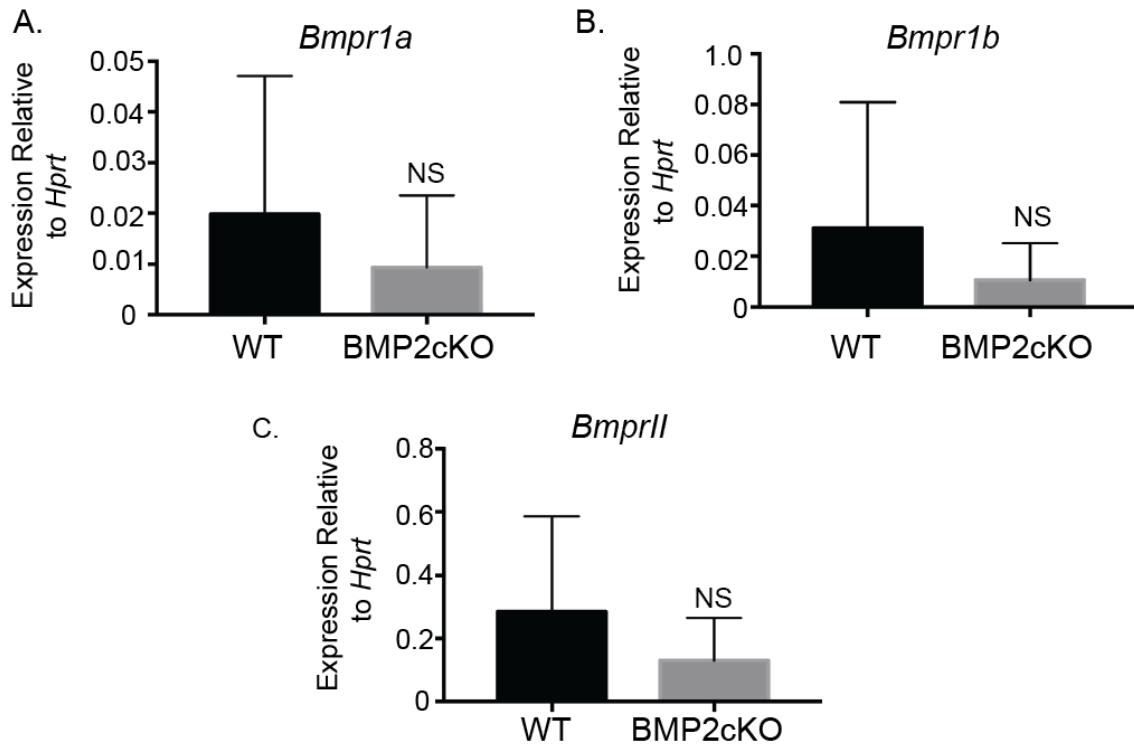 A.
Bmpr1a
Expression Relative
to Hprt
0.05
0.04
0.03
0.02
0.01
0
NS
WT BMP2cKO
B.
Bmpr1b
Expression Relative
to Hprt
1.0
0.08
0.06
0.04
0.02
0
NS
WT BMP2cKO
C.
BmprII
Expression Relative
to Hprt
0.8
0.6
0.4
0.2
0
NS
WT BMP2cKO